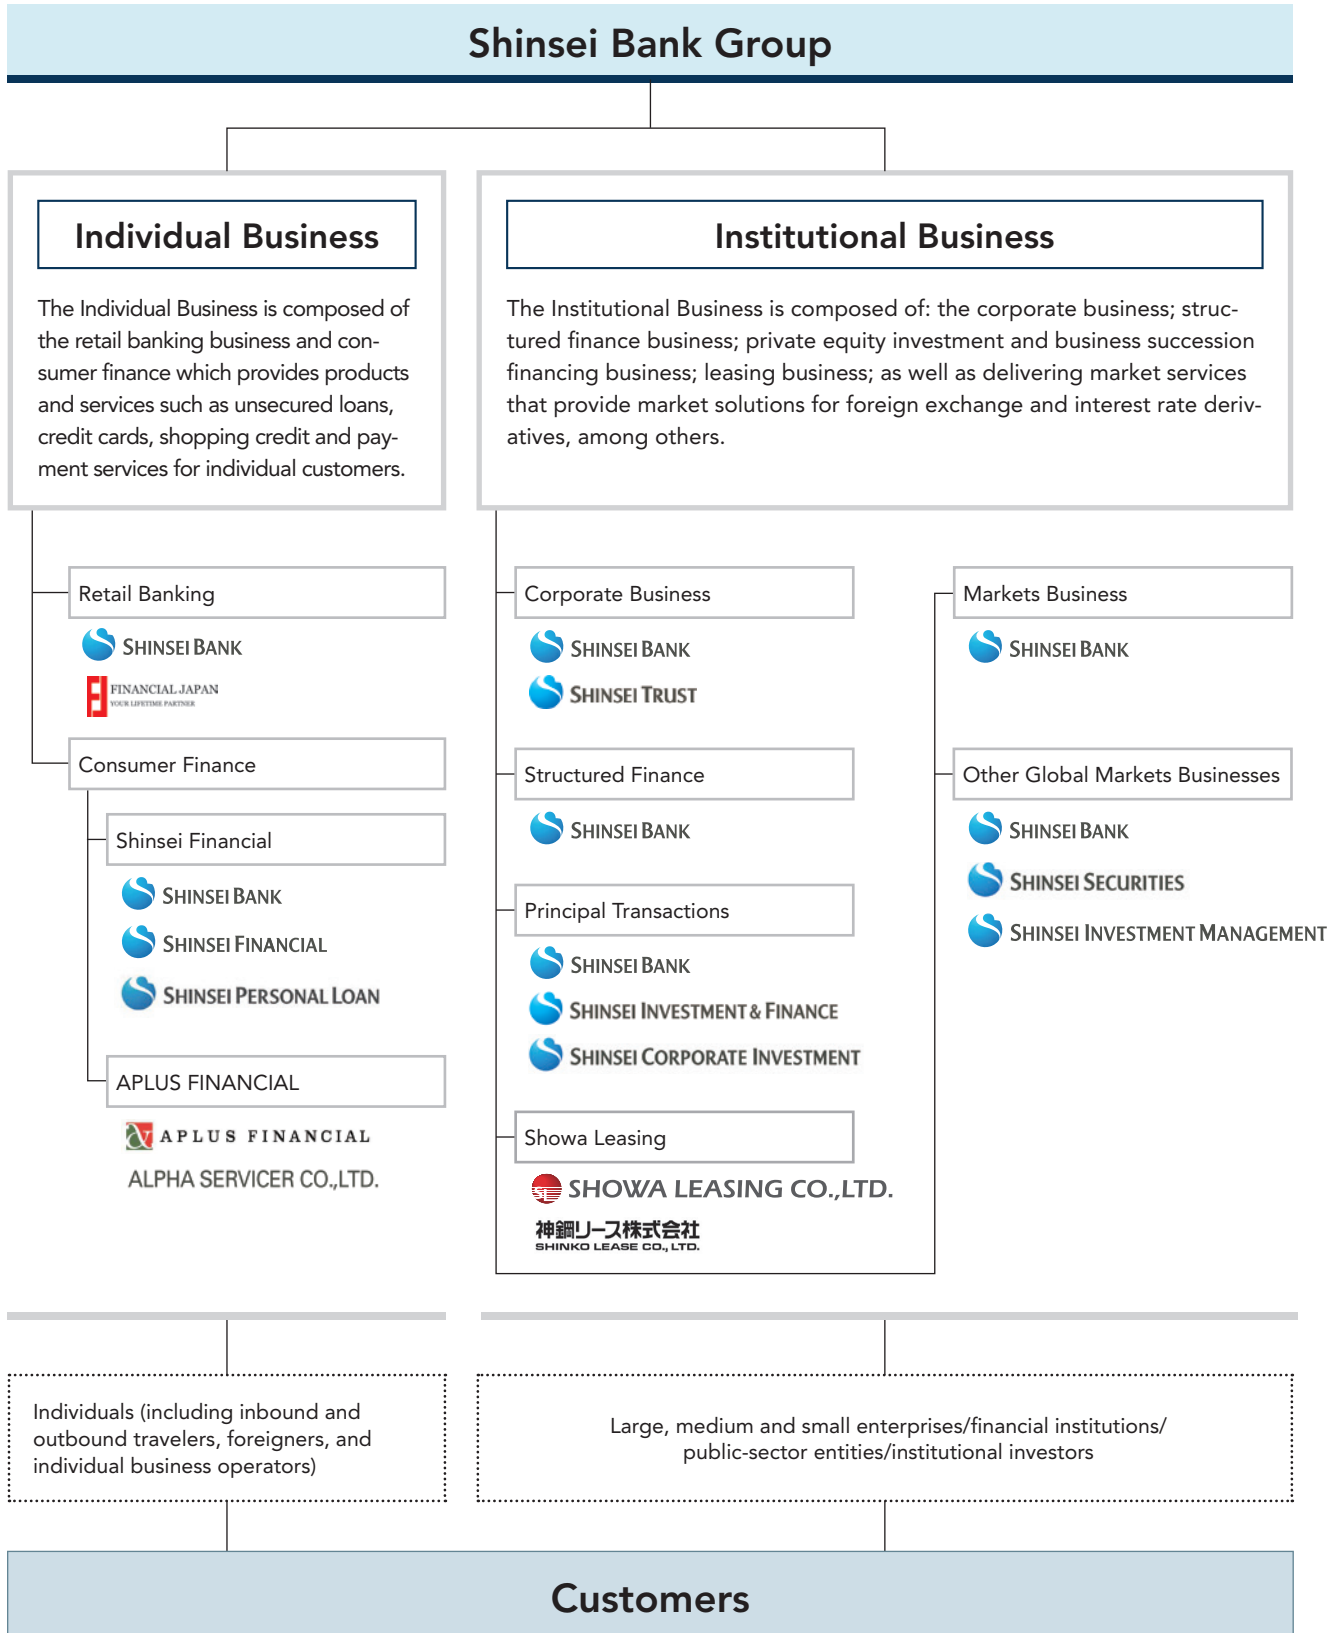 Shinsei Bank Group
Individual Business
The Individual Business is composed of
the retail banking business and con-
sumer finance which provides products
and services such as unsecured loans,
credit cards, shopping credit and pay-
ment services for individual customers.
Retail Banking
SHINSEI BANK
FINANCIAL JAPAN
YOUR LIFETIME PARTNER
Consumer Finance
Shinsei Financial
SHINSEI BANK
SHINSEI FINANCIAL
SHINSEI PERSONAL LOAN
APLUS FINANCIAL
APLUS FINANCIAL
ALPHA SERVICER CO.,LTD.
Institutional Business
The Institutional Business is composed of: the corporate business; struc-
tured finance business; private equity investment and business succession
financing business; leasing business; as well as delivering market services
that provide market solutions for foreign exchange and interest rate deriv-
atives, among others.
Corporate Business
SHINSEI BANK
SHINSEI TRUST
Structured Finance
SHINSEI BANK
Principal Transactions
SHINSEI BANK
SHINSEI INVESTMENT & FINANCE
SHINSEI CORPORATE INVESTMENT
Showa Leasing
SL SHOWA LEASING CO.,LTD.
神鋼リース株式会社
SHINKO LEASE CO., LTD.
Markets Business
SHINSEI BANK
Other Global Markets Businesses
SHINSEI BANK
SHINSEI SECURITIES
SHINSEI INVESTMENT MANAGEMENT
Individuals (including inbound and
outbound travelers, foreigners, and
individual business operators)
Large, medium and small enterprises/financial institutions/
public-sector entities/institutional investors
Customers